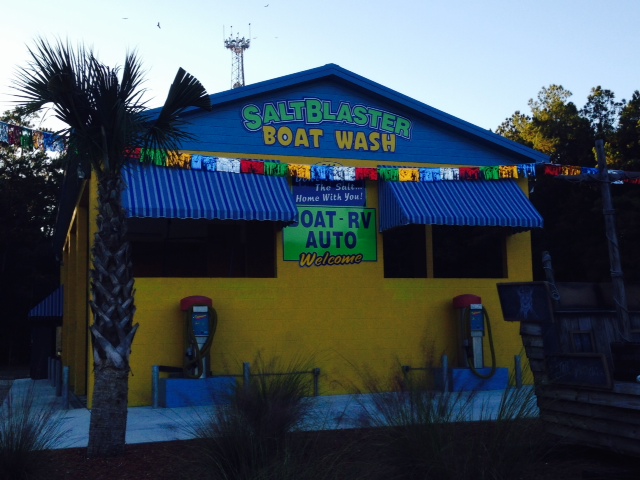 SALTBLASTER
BOAT WASH
The Salt...
Home With You!
BOAT - RV
AUTO
Welcome